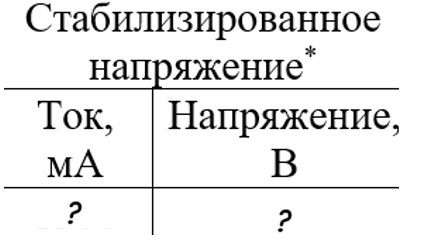 Стабилизированное
напряжение*
Ток, Напряжение,
мА В
? ?